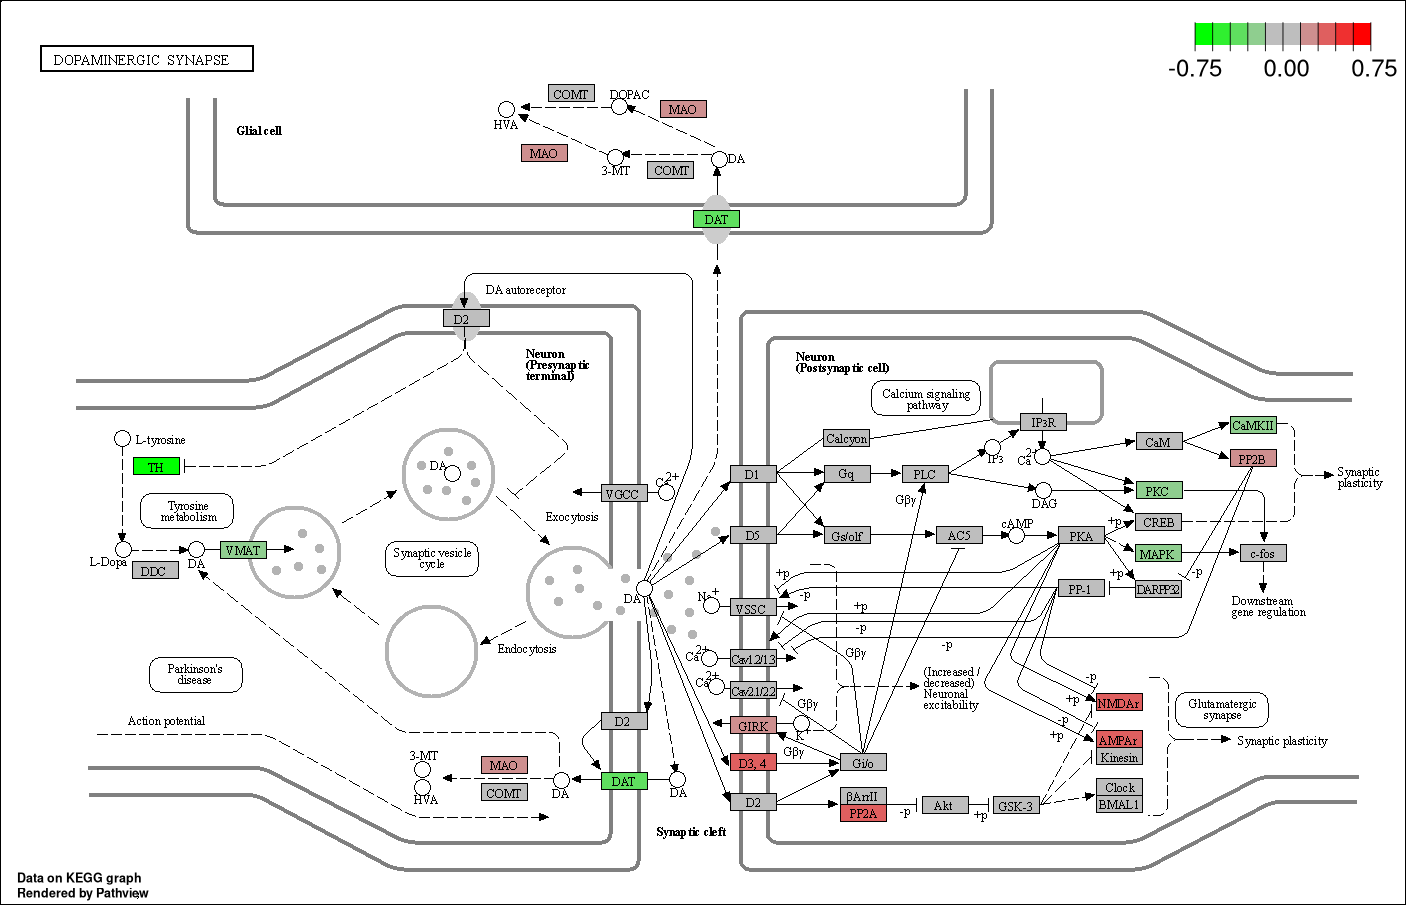 DOPAMINERGIC SYNAPSE
-0.75 0.00 0.75
Glial cell
COMT
DOPAC
MAO
HVA
MAO
3-MT
COMT
DA
DAT
DA autoreceptor
D2
Neuron
(Presynaptic
terminal)
L-tyrosine
TH
Tyrosine
metabolism
L-Dopa
DDC
DA
VMAT
DA
Synaptic vesicle
cycle
VGCC
Ca2+
Exocytosis
DA
Endocytosis
Parkinson's
disease
Action potential
3-MT
HVA
MAO
COMT
DA
D2
DAT
DA
Synaptic cleft
Neuron
(Postsynaptic cell)
Calcium signaling
pathway
Calcyon
IP3R
IP3
Ca2+
CaM
CaMKII
PP2B
Synaptic
plasticity
D1
Gq
PLC
DAG
PKC
Gβγ
cAMP
+p
CREB
D5
Gs/olf
AC5
PKA
MAPK
c-fos
+p
-p
PP-1
DARPP32
Downstream
gene regulation
+p
-p
Na+
VSSC
+p
-p
-p
Gβγ
Ca2+
Cav1.2/1.3
Ca2+
Cav2.1/2.2
(Increased /
decreased)
Neuronal
excitability
Gβγ
GIRK
K+
Gβγ
D3, 4
Gi/o
D2
βArrII
PP2A
-p
Akt
+p
GSK-3
-p
+p
NMDAr
-p
+p
AMPAr
Kinesin
Clock
BMAL1
Glutamatergic
synapse
Synaptic plasticity
Data on KEGG graph
Rendered by Pathview